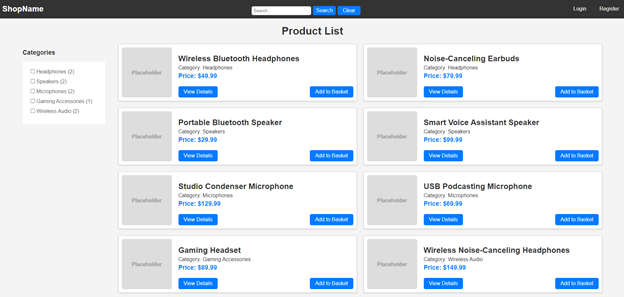 ShopName
Search...
Search
Clear
Login
Register
Product List
Categories
Headphones (2)
Speakers (2)
Microphones (2)
Gaming Accessories (1)
Wireless Audio (2)
Placeholder
Wireless Bluetooth Headphones
Category: Headphones
Price: $49.99
View Details
Add to Basket
Placeholder
Noise-Canceling Earbuds
Category: Headphones
Price: $79.99
View Details
Add to Basket
Placeholder
Portable Bluetooth Speaker
Category: Speakers
Price: $29.99
View Details
Add to Basket
Placeholder
Smart Voice Assistant Speaker
Category: Speakers
Price: $99.99
View Details
Add to Basket
Placeholder
Studio Condenser Microphone
Category: Microphones
Price: $129.99
View Details
Add to Basket
Placeholder
USB Podcasting Microphone
Category: Microphones
Price: $69.99
View Details
Add to Basket
Placeholder
Gaming Headset
Category: Gaming Accessories
Price: $89.99
View Details
Add to Basket
Placeholder
Wireless Noise-Canceling Headphones
Category: Wireless Audio
Price: $149.99
View Details
Add to Basket